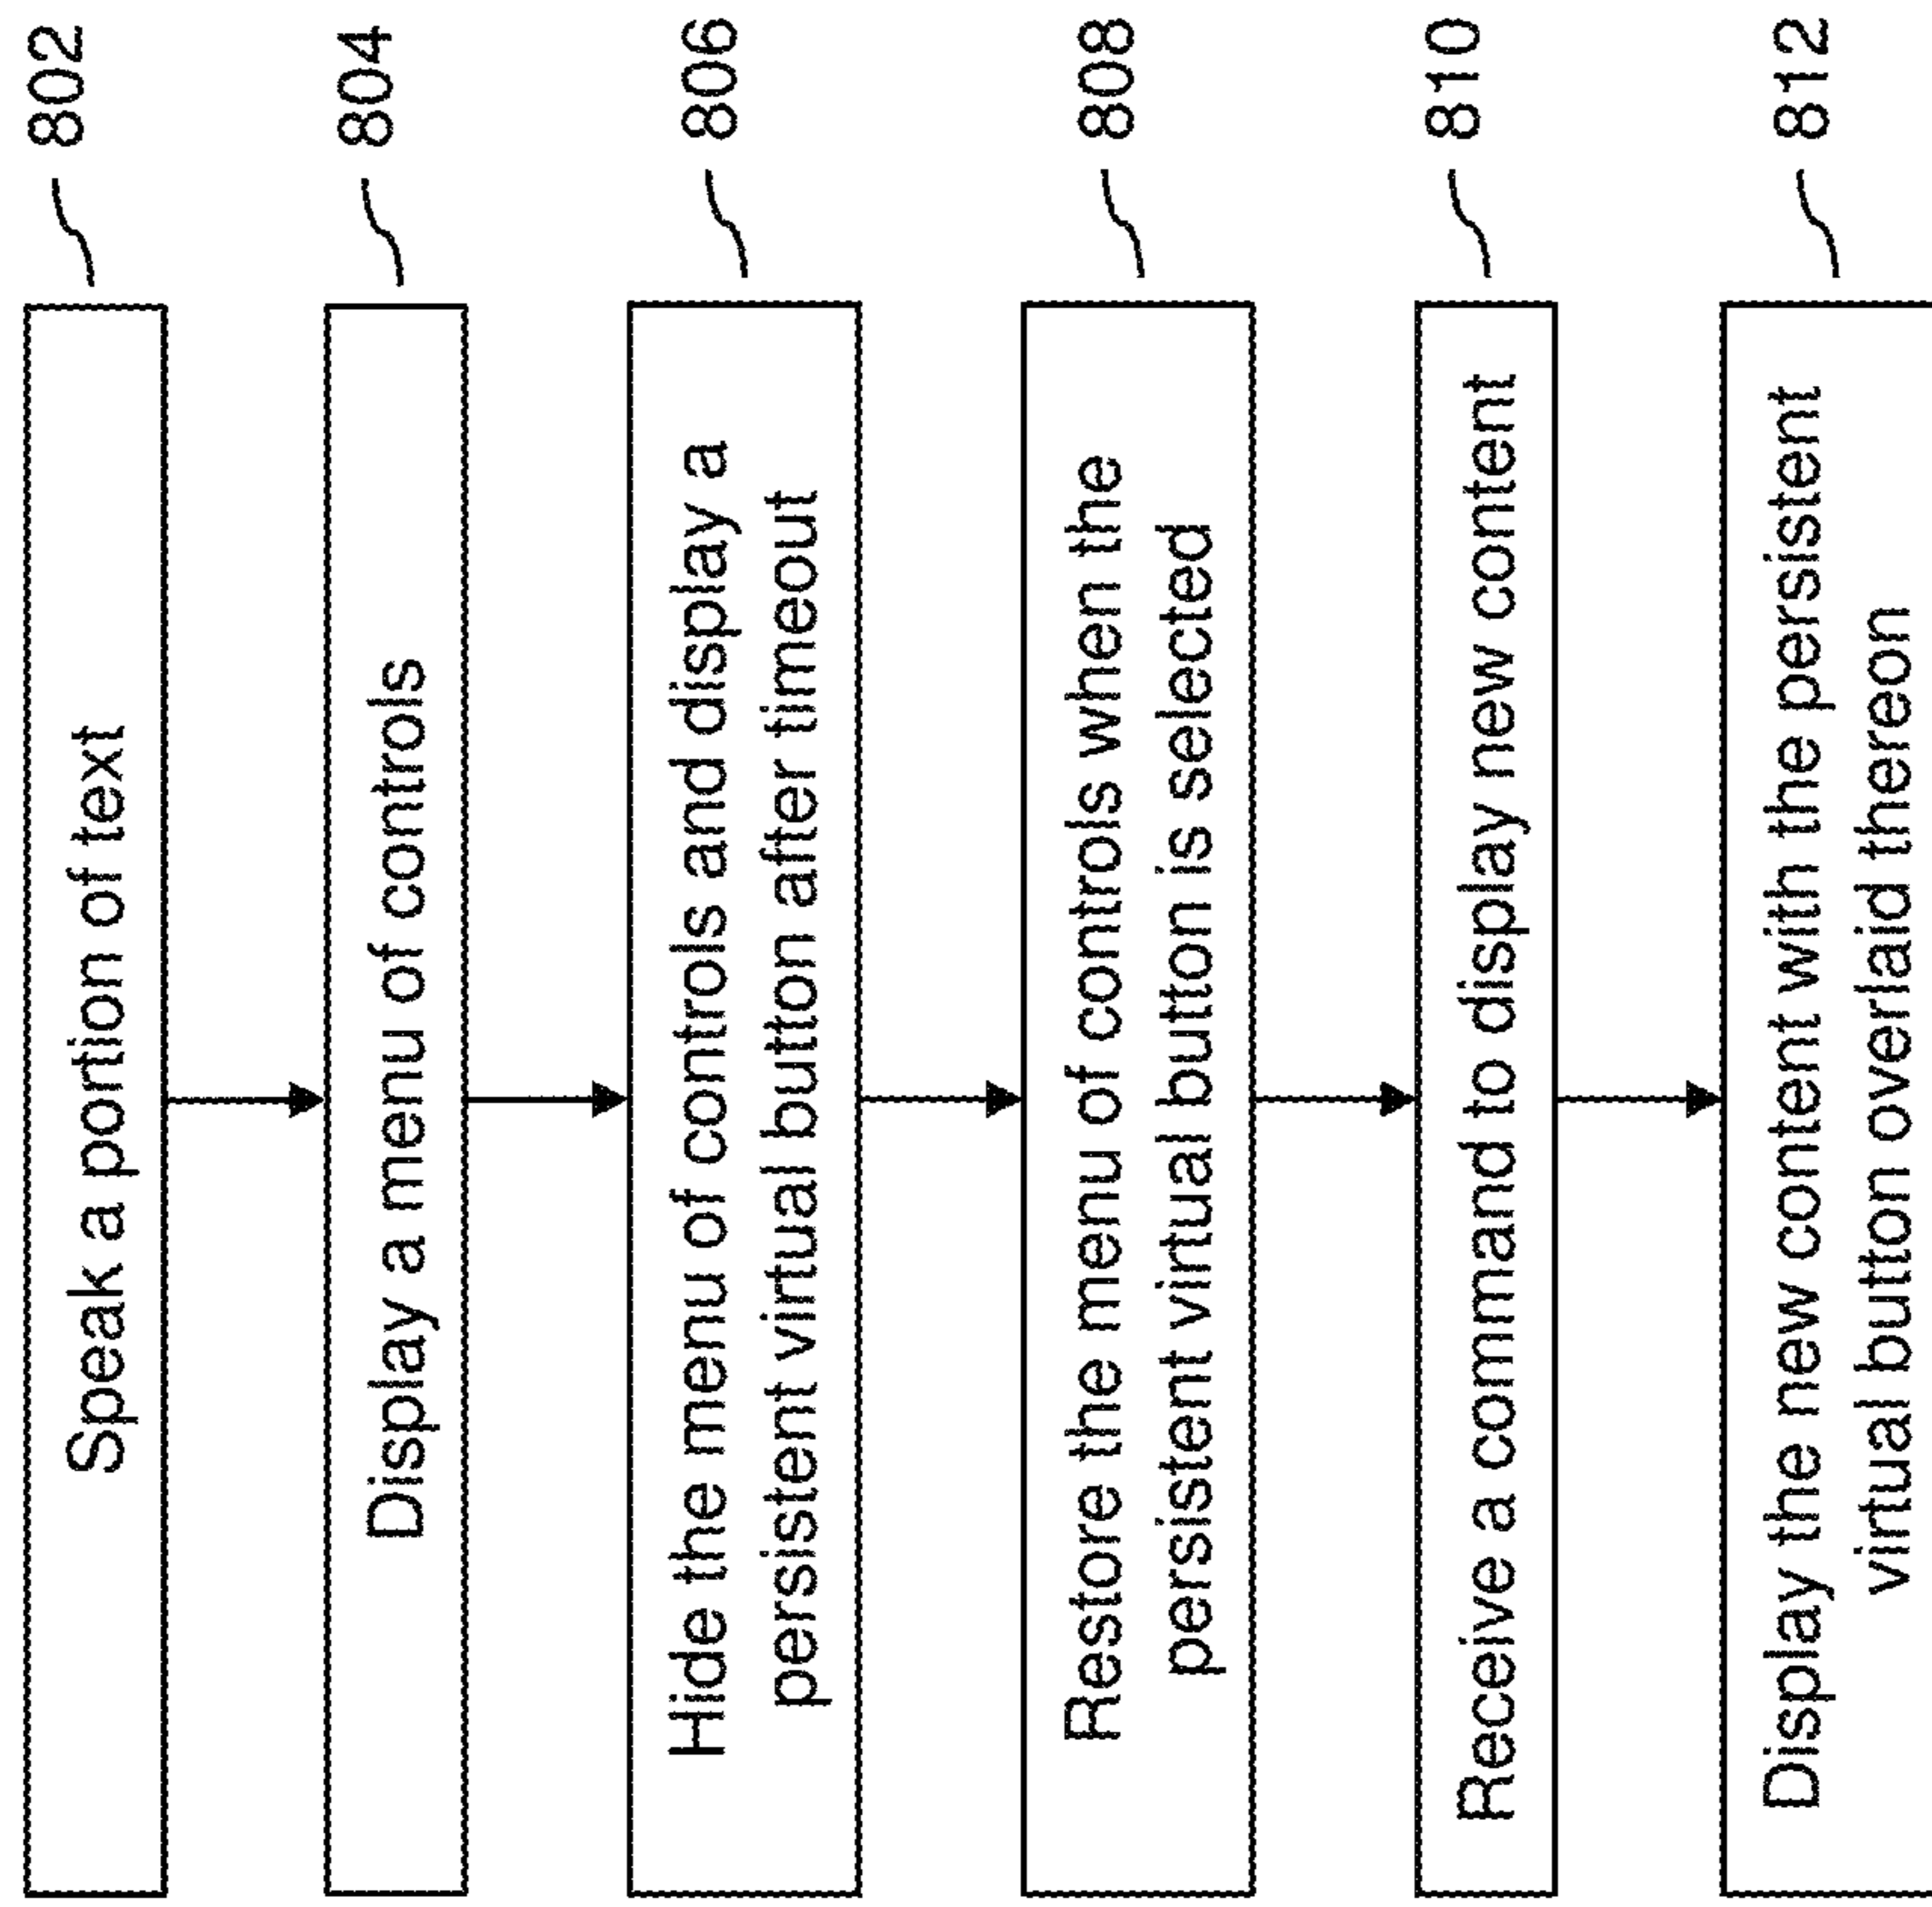 Speak a portion of text
802
Display a menu of controls
804
Hide the menu of controls and display a
persistent virtual button after timeout
806
Restore the menu of controls when the
persistent virtual button is selected
808
Receive a command to display new content
810
Display the new content with the persistent
virtual button overlaid thereon
812